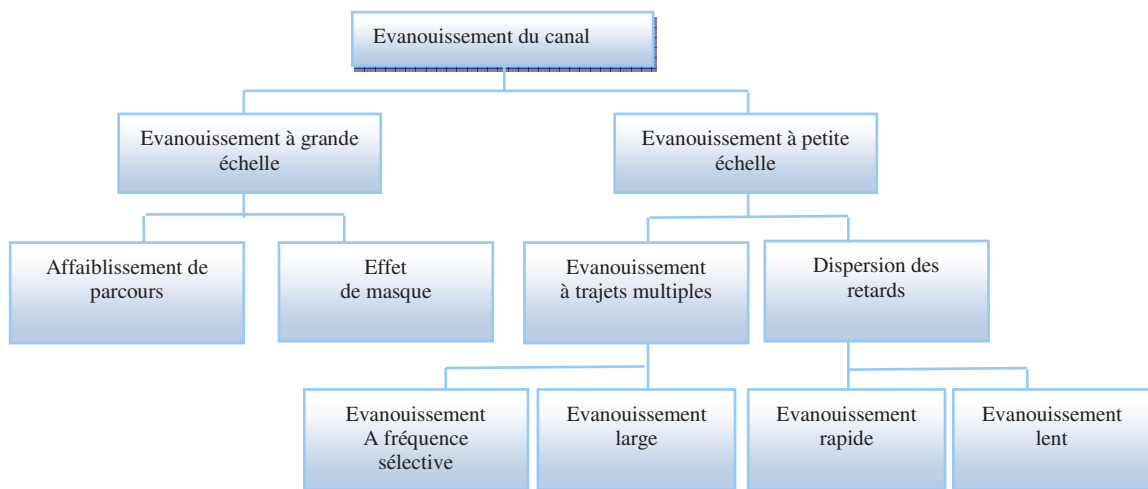 Evanouissement du canal
Evanouissement à grande
échelle
Evanouissement à petite
échelle
Affaiblissement de
parcours
Effet
de masque
Evanouissement
à trajets multiples
Dispersion des
retards
Evanouissement
A fréquence
sélective
Evanouissement
large
Evanouissement
rapide
Evanouissement
lent